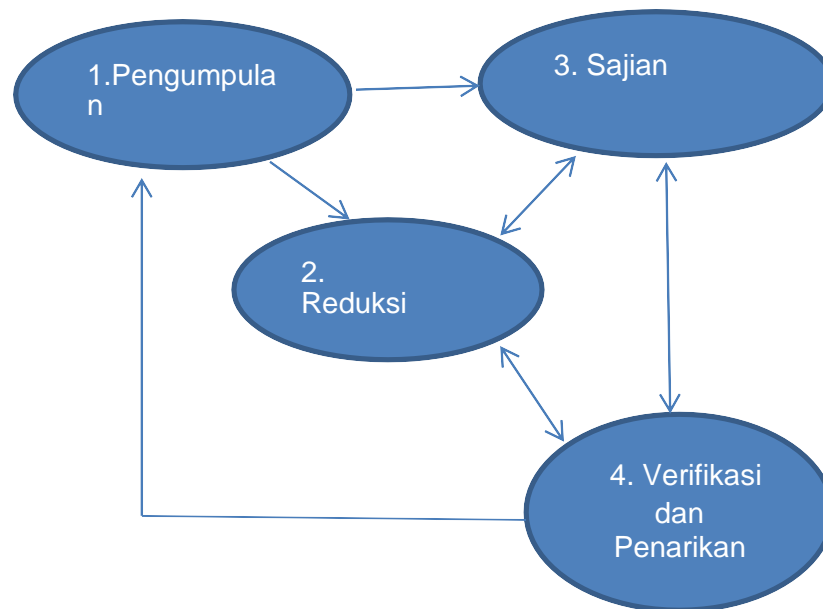 1.Pengumpula
n
3. Sajian
2.
Reduksi
4. Verifikasi
dan
Penarikan